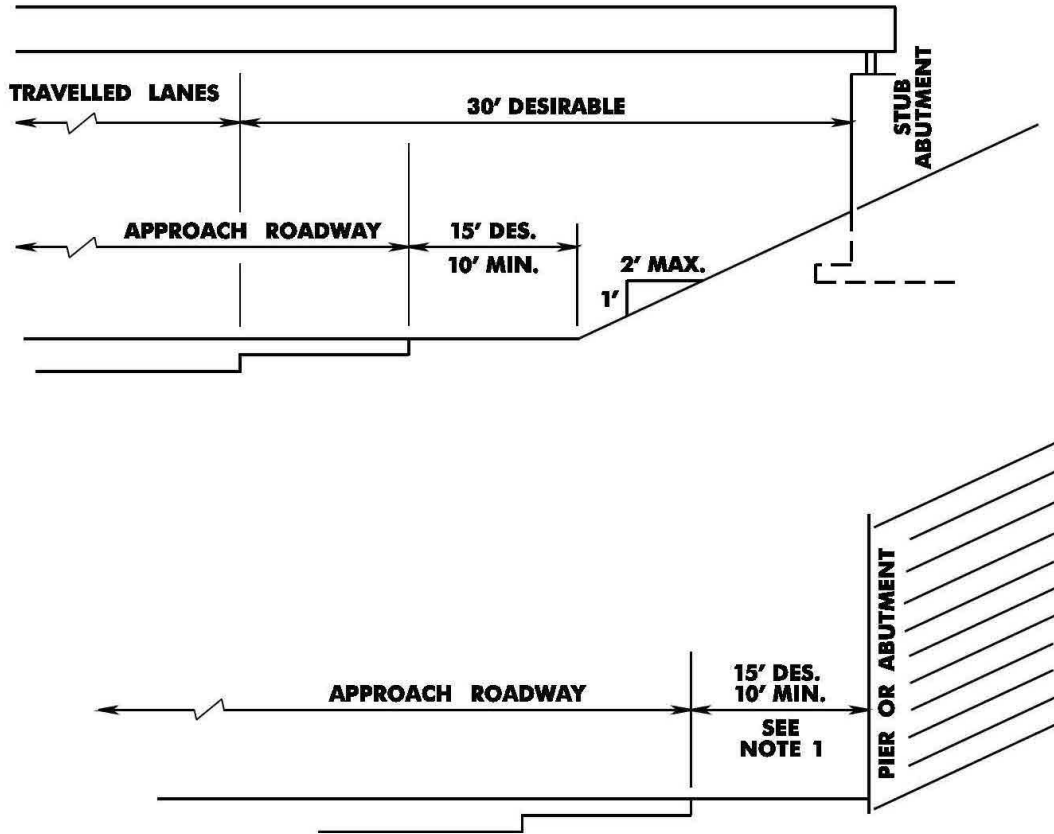 TRAVELLED LANES
30' DESIRABLE
STUB
ABUTMENT
APPROACH ROADWAY
15' DES.
10' MIN.
2' MAX.
1'
APPROACH ROADWAY
15' DES.
10' MIN.
SEE
NOTE 1
PIER OR ABUTMENT